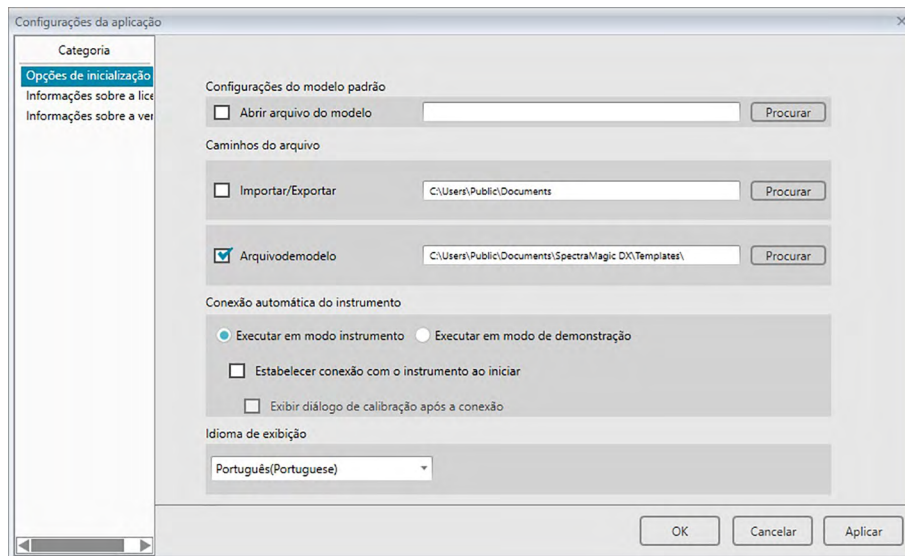 Configurações da aplicação
Categoria
Opções de inicialização
Informações sobre a lice
Informações sobre a ver
Configurações do modelo padrão
Abrir arquivo do modelo
Procurar
Caminhos do arquivo
Importar/Exportar C:\Users\Public\Documents Procurar
Arquivodemodelo C:\Users\Public\Documents\SpectraMagic DX\Templates\ Procurar
Conexão automática do instrumento
Executar em modo instrumento Executar em modo de demonstração
Estabelecer conexão com o instrumento ao iniciar
Exibir diálogo de calibração após a conexão
Idioma de exibição
Português(Portuguese)
OK Cancelar Aplicar